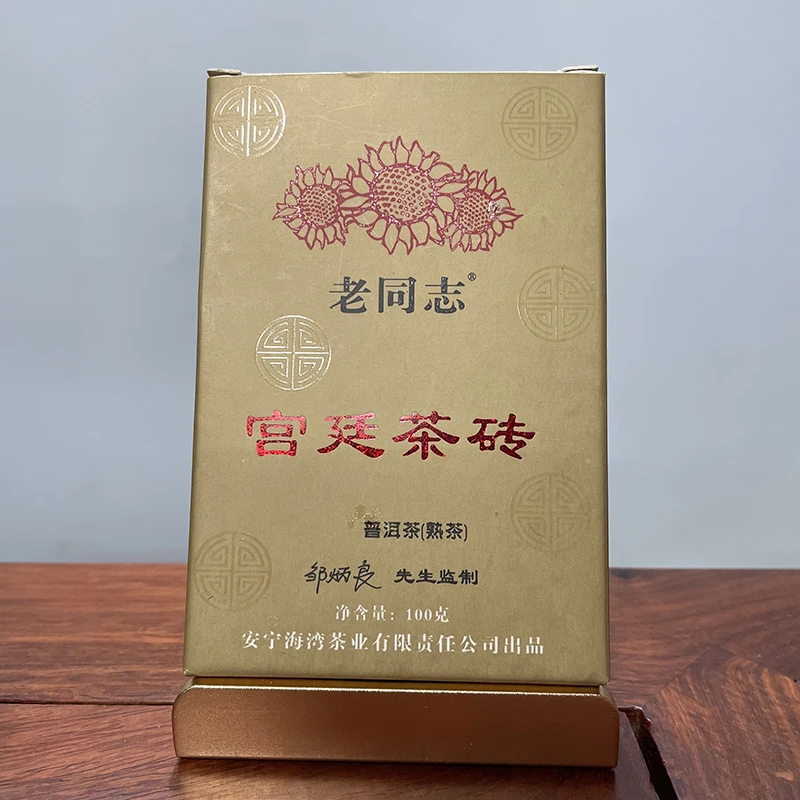 老同志®
宫廷茶砖
普洱茶(熟茶)
邹炳良 先生监制
净含量：100克
安宁海湾茶业有限责任公司出品